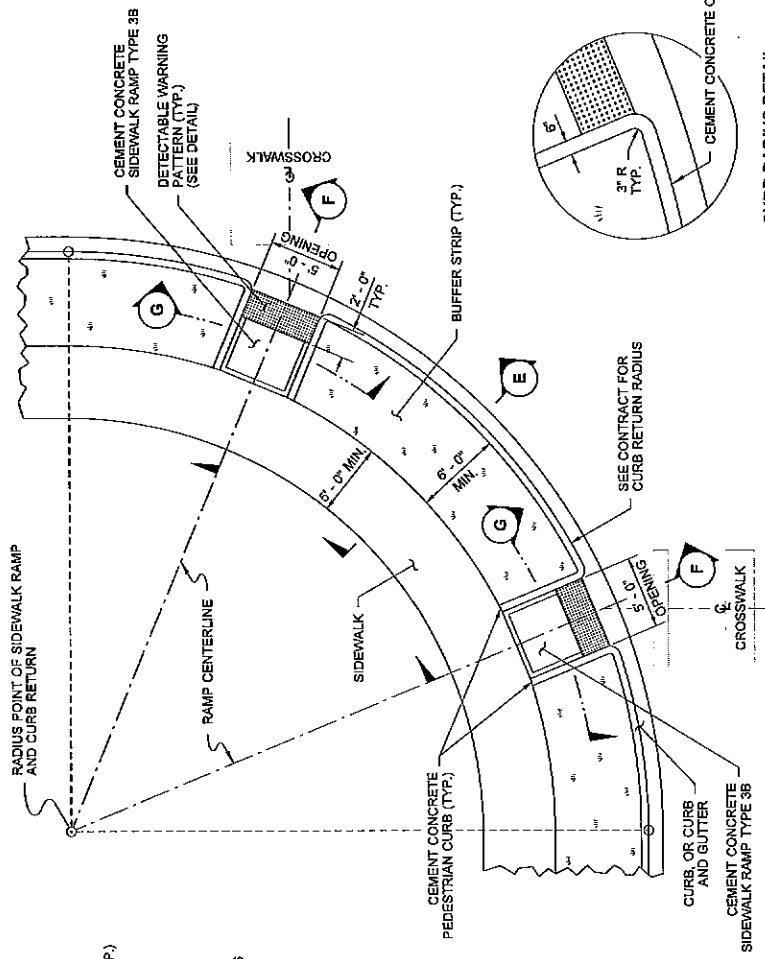 RADIUS POINT OF SIDEWALK RAMP
AND CURB RETURN
RAMP CENTERLINE
SIDEWALK
CEMENT CONCRETE
PEDESTRIAN CURB (TYP.)
CURB, OR CURB
AND GUTTER
CEMENT CONCRETE
SIDEWALK RAMP TYPE 3B
CEMENT CONCRETE
SIDEWALK RAMP TYPE 3B
DETECTABLE WARNING
PATTERN (TYP.)
(SEE DETAIL)
CROSSWALK
F
5' - 0"
OPENING
2' - 0"
TYP.
G
BUFFER STRIP (TYP.)
E
SEE CONTRACT FOR
CURB RETURN RADIUS
5' - 0" MIN.
6' - 0"
MIN.
G
5' - 0"
OPENING
F
CROSSWALK
6"
3" R
TYP.
CEMENT CONCRETE C
P.)
S